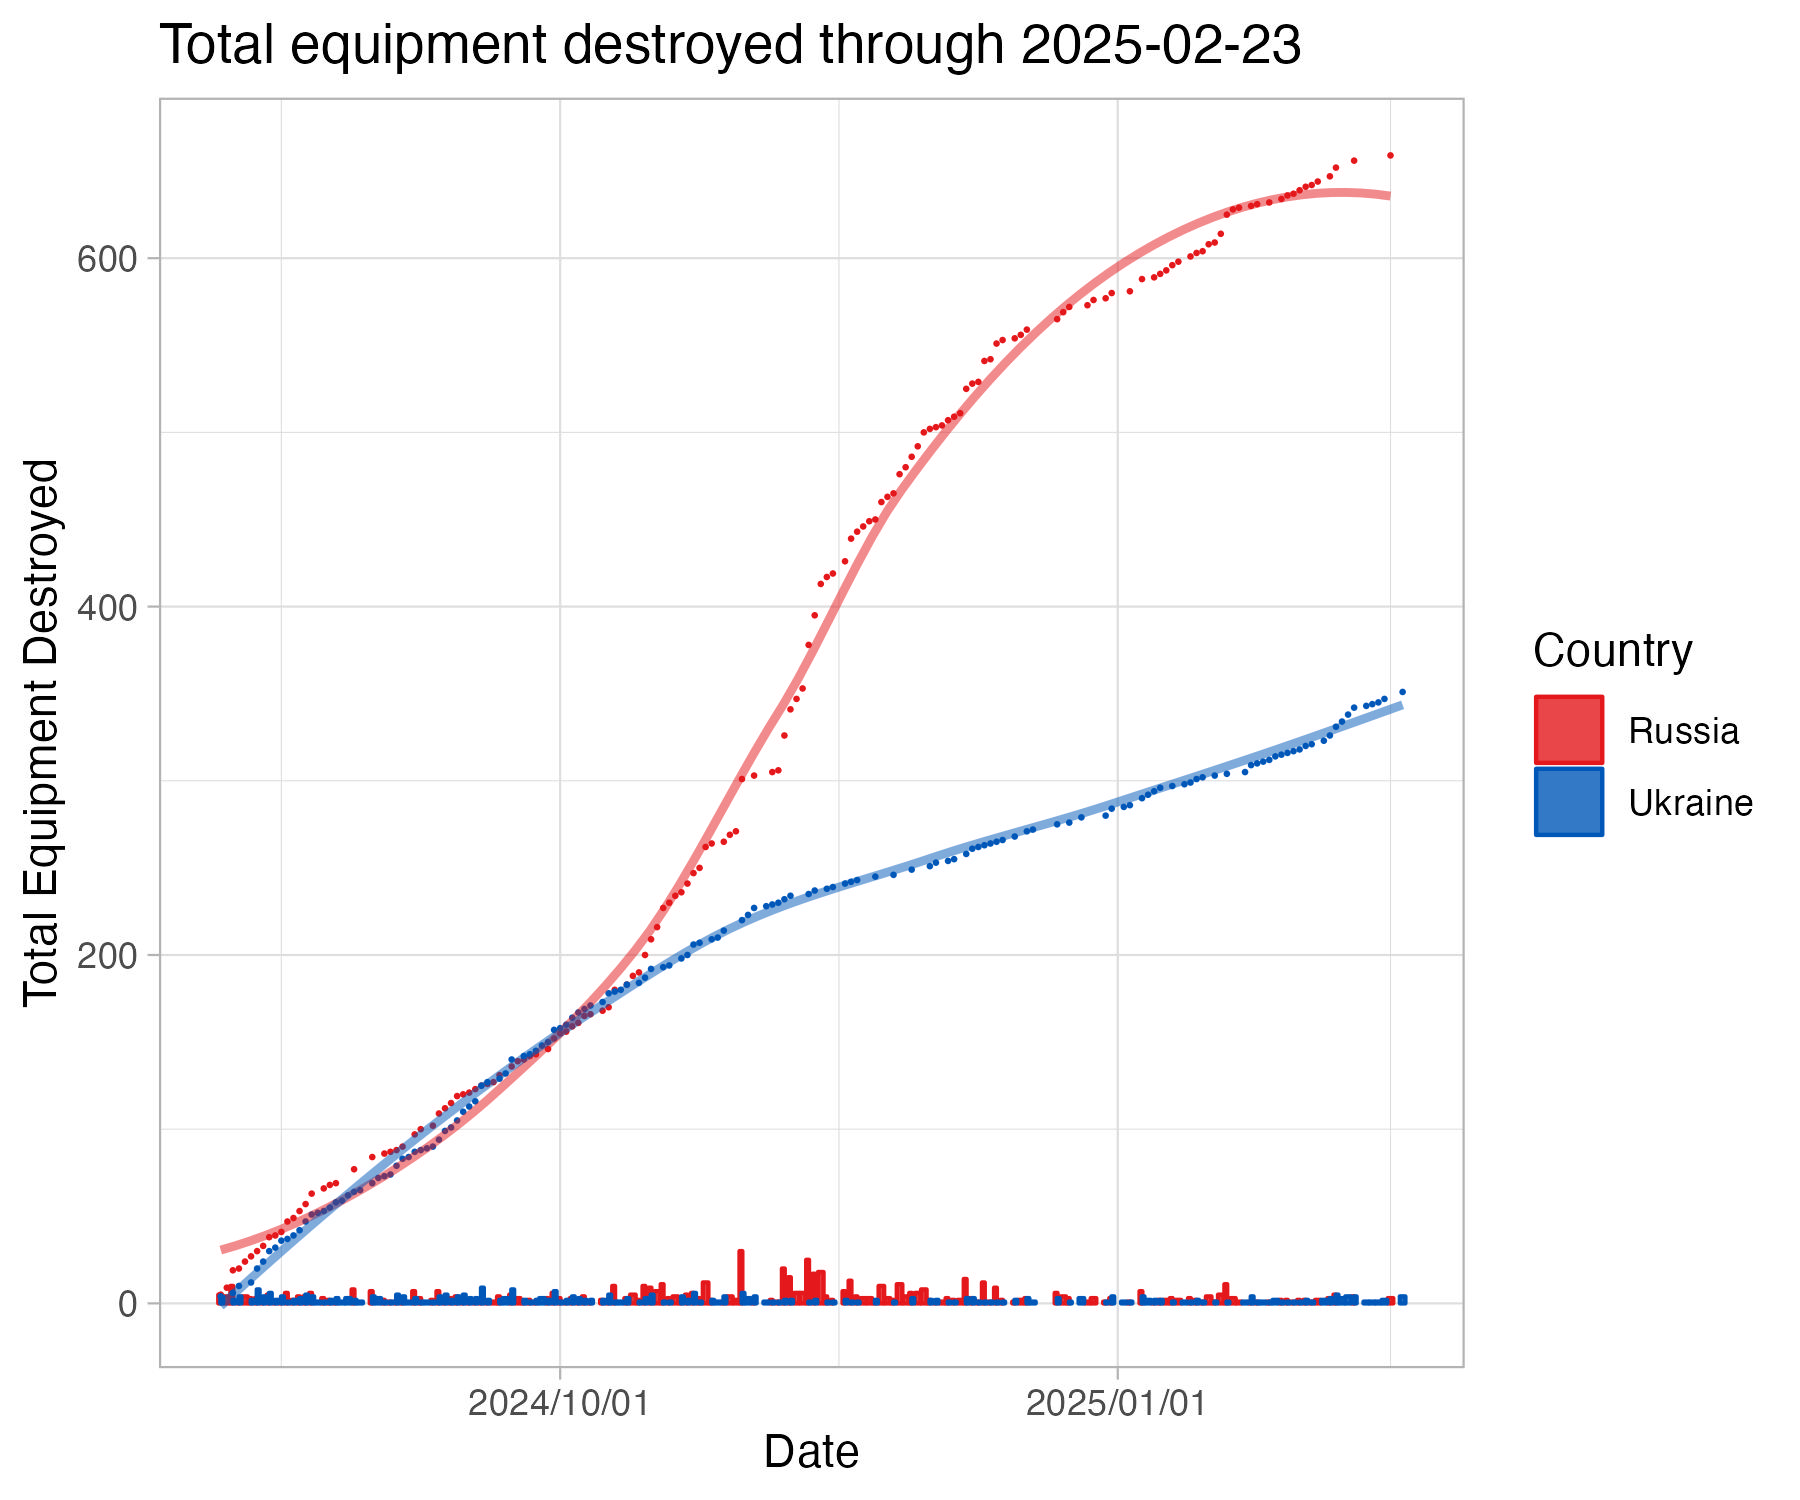 Total equipment destroyed through 2025-02-23
Total Equipment Destroyed
600
400
200
0
2024/10/01
2025/01/01
Date
Country
Russia
Ukraine